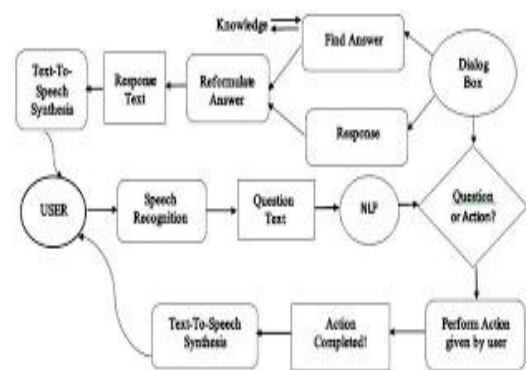 Knowledge
Find Answer
Dialog
Box
Text-To-
Speech
Synthesis
Response
Text
Reformulate
Answer
Response
USER
Speech
Recognition
Question
Text
NLP
Question
or Action?
Text-To-Speech
Synthesis
Action
Completed!
Perform Action
given by user